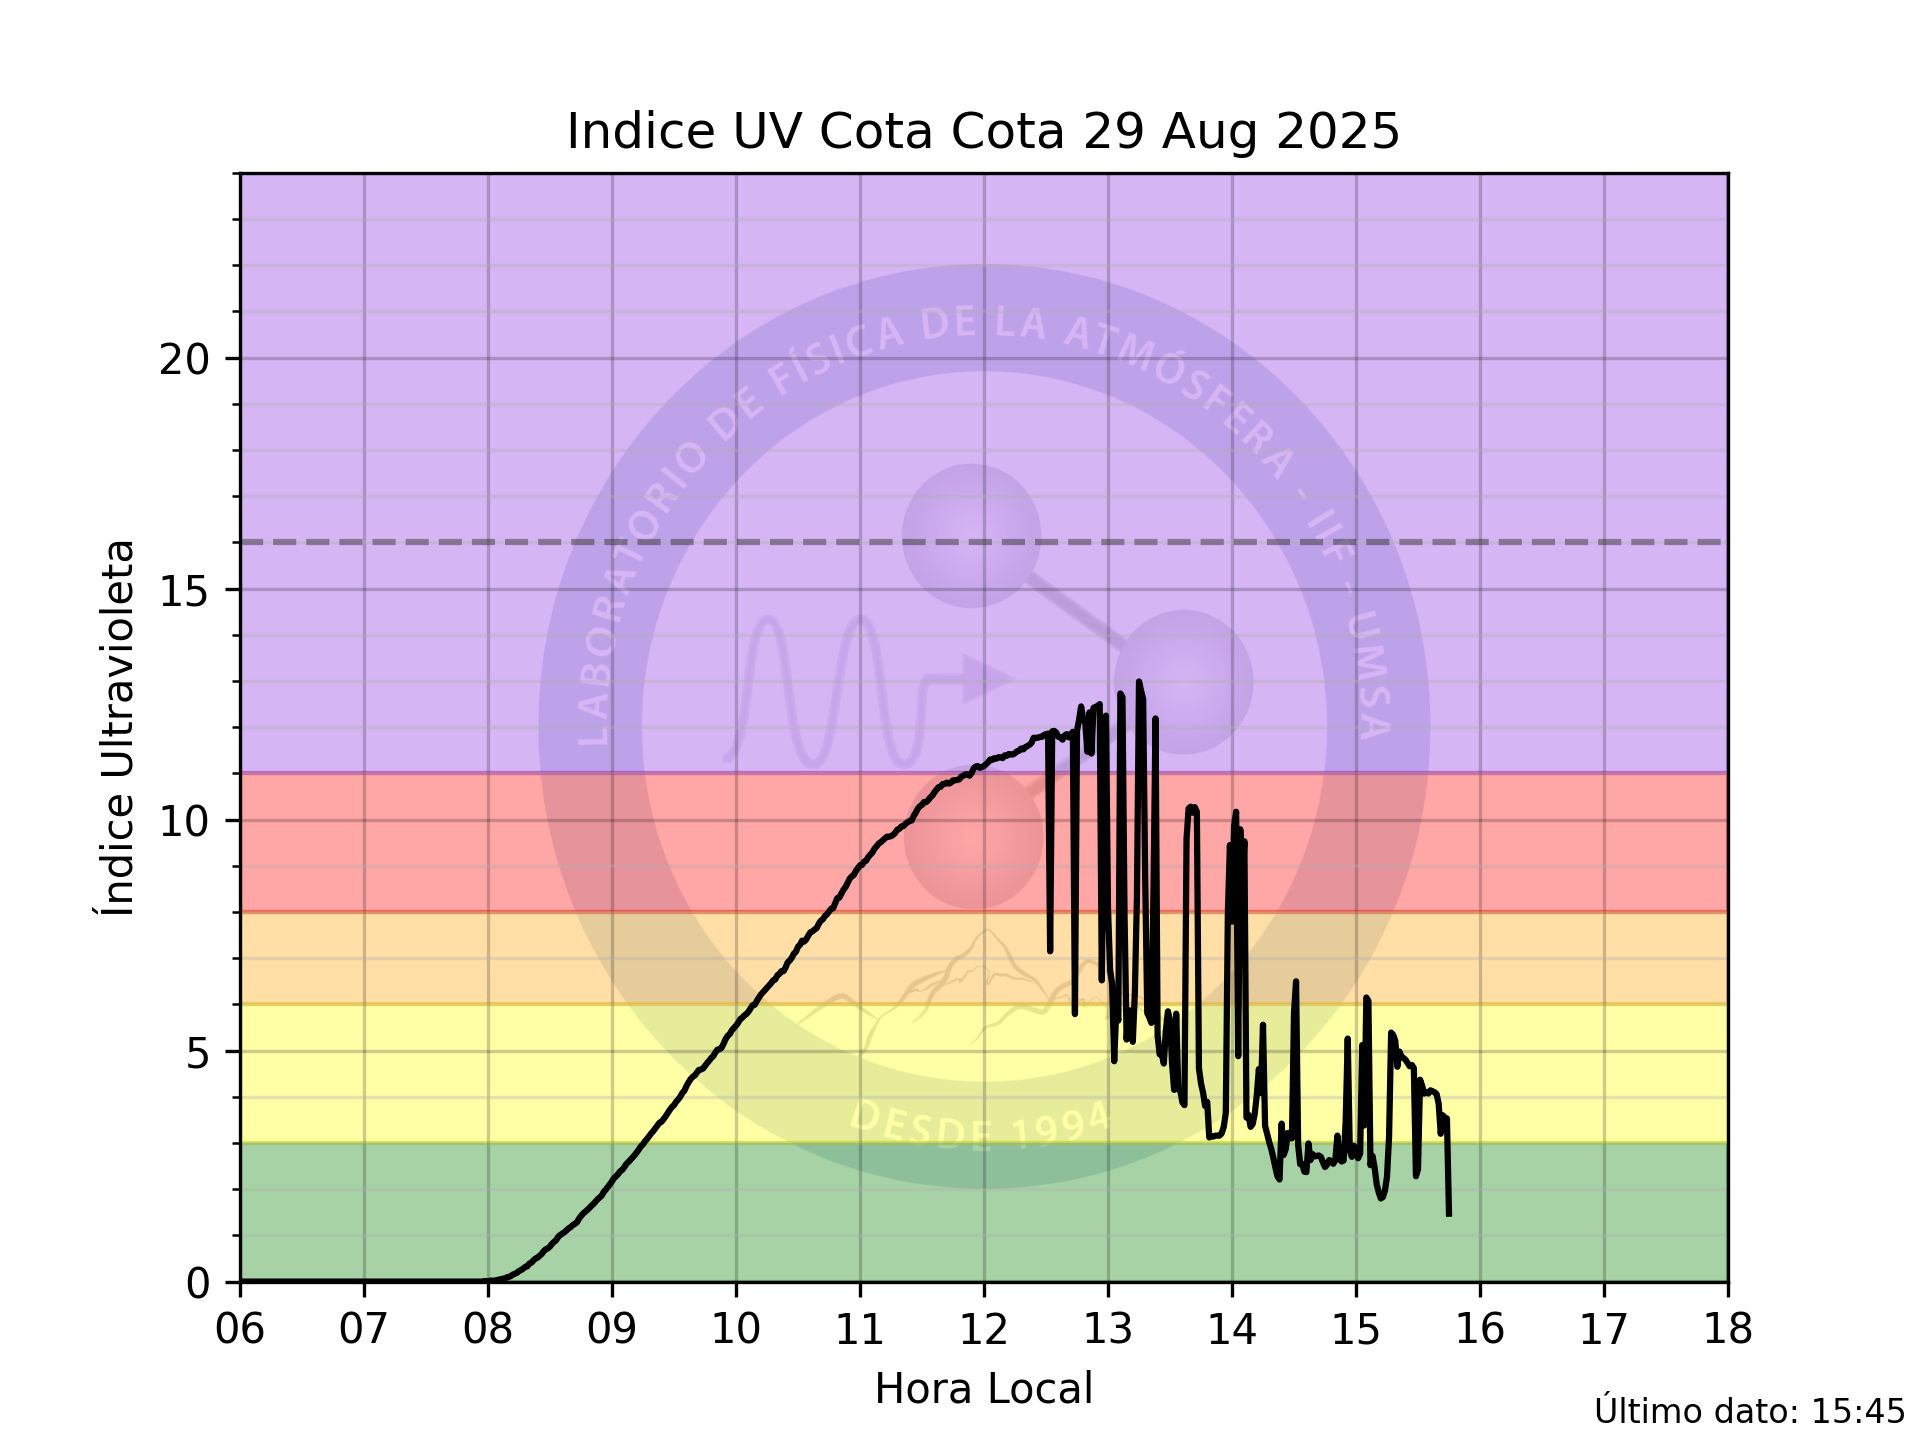 Indice UV Cota Cota 29 Aug 2025
LABORATORIO DE FÍSICA DE LA ATMÓSFERA - IIF - UMSA
DESDE 1994
Índice Ultravioleta
20
15
10
5
0
06 07 08 09 10 11 12 13 14 15 16 17 18
Hora Local
Último dato: 15:45